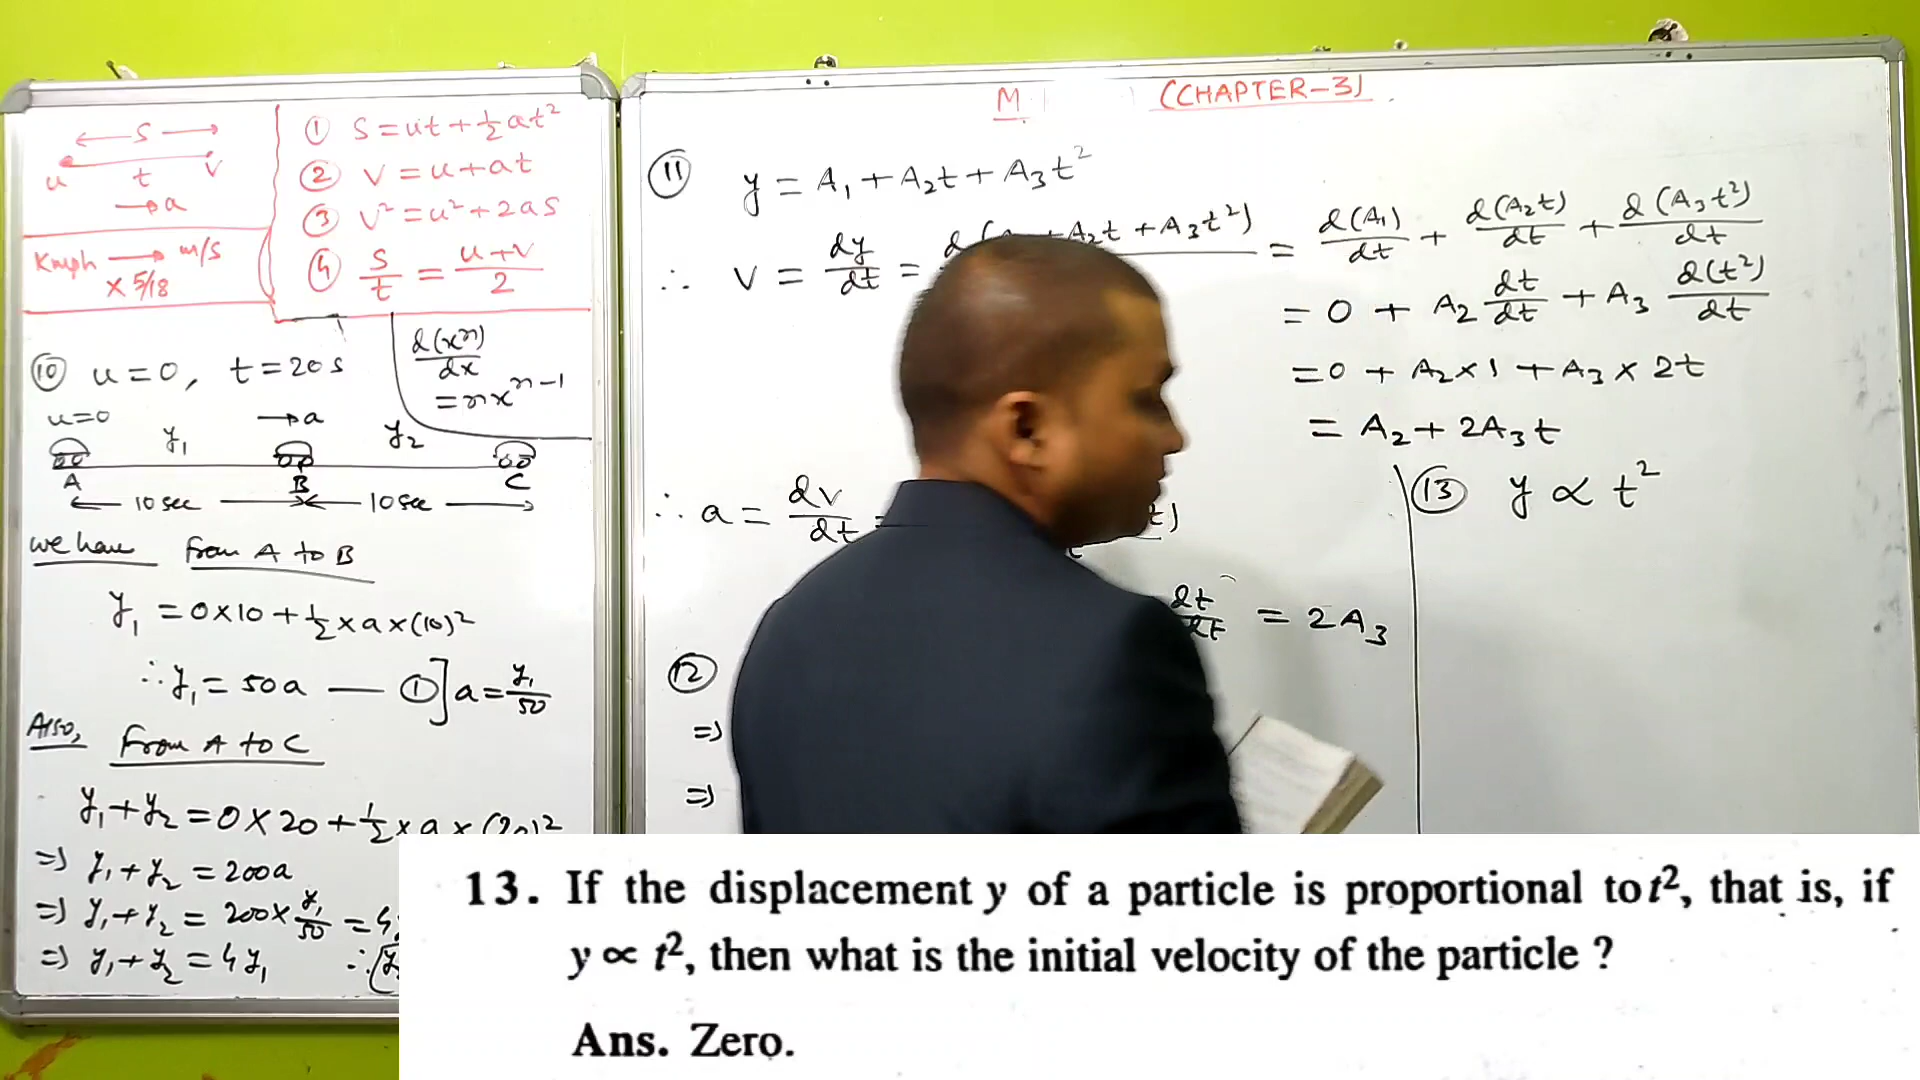 S
u t v
→a
Kmph → m/s
× 5/18
① S = ut + ½at²
② V = u + at
③ V² = u² + 2as
④ S/t = (u+v)/2
⑩ u = 0, t = 20 s
d(xⁿ)/dx
= nxⁿ⁻¹
u=0 →a
y₁ y₂
A B C
10 sec 10 sec
we have from A to B
y₁ = 0×10 + ½×a×(10)²
∴ y₁ = 50a — ① ] a = y₁/50
Also, From A to C
y₁+y₂ = 0×20 + ½×a×(20)²
⇒ y₁+y₂ = 200a
⇒ y₁+y₂ = 200×y₁/50 = 4
⇒ y₁+y₂ = 4y₁ ∴
M (CHAPTER-3)
⑪ y = A₁ + A₂t + A₃t²
∴ V = dy/dt = + A₂t + A₃t²) = d(A₁)/dt + d(A₂t)/dt + d(A₃t²)/dt
= 0 + A₂ dt/dt + A₃ d(t²)/dt
= 0 + A₂×1 + A₃×2t
= A₂ + 2A₃t
∴ a = dv/dt = t)
dt/dt = 2A₃
⑫
⇒
⇒
⑬ y ∝ t²
13. If the displacement y of a particle is proportional to t², that is, if
y ∝ t², then what is the initial velocity of the particle ?
Ans. Zero.